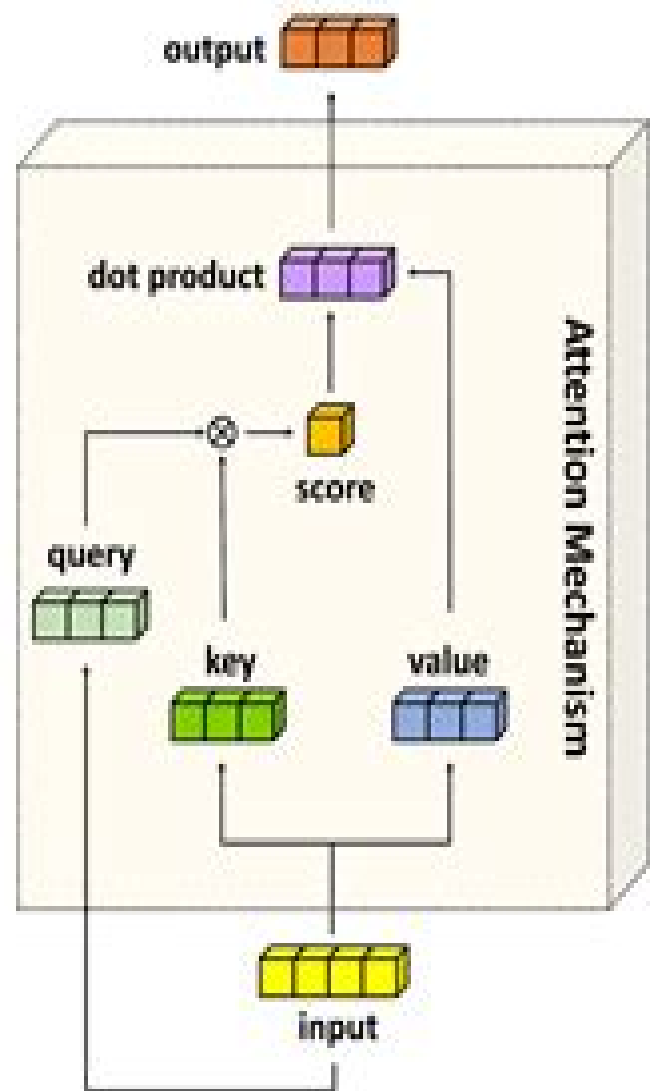 output
dot product
Attention Mechanism
score
query
key
value
input